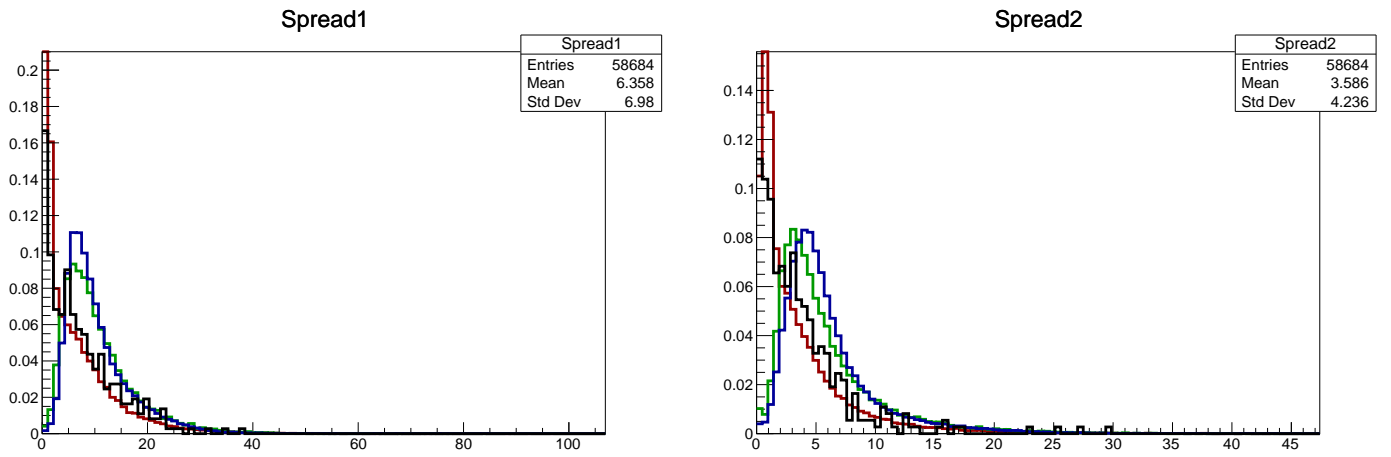 Spread1
Spread1
Entries 58684
Mean 6.358
Std Dev 6.98
0.2
0.18
0.16
0.14
0.12
0.1
0.08
0.06
0.04
0.02
0
0 20 40 60 80 100
Spread2
Spread2
Entries 58684
Mean 3.586
Std Dev 4.236
0.14
0.12
0.1
0.08
0.06
0.04
0.02
0
0 5 10 15 20 25 30 35 40 45